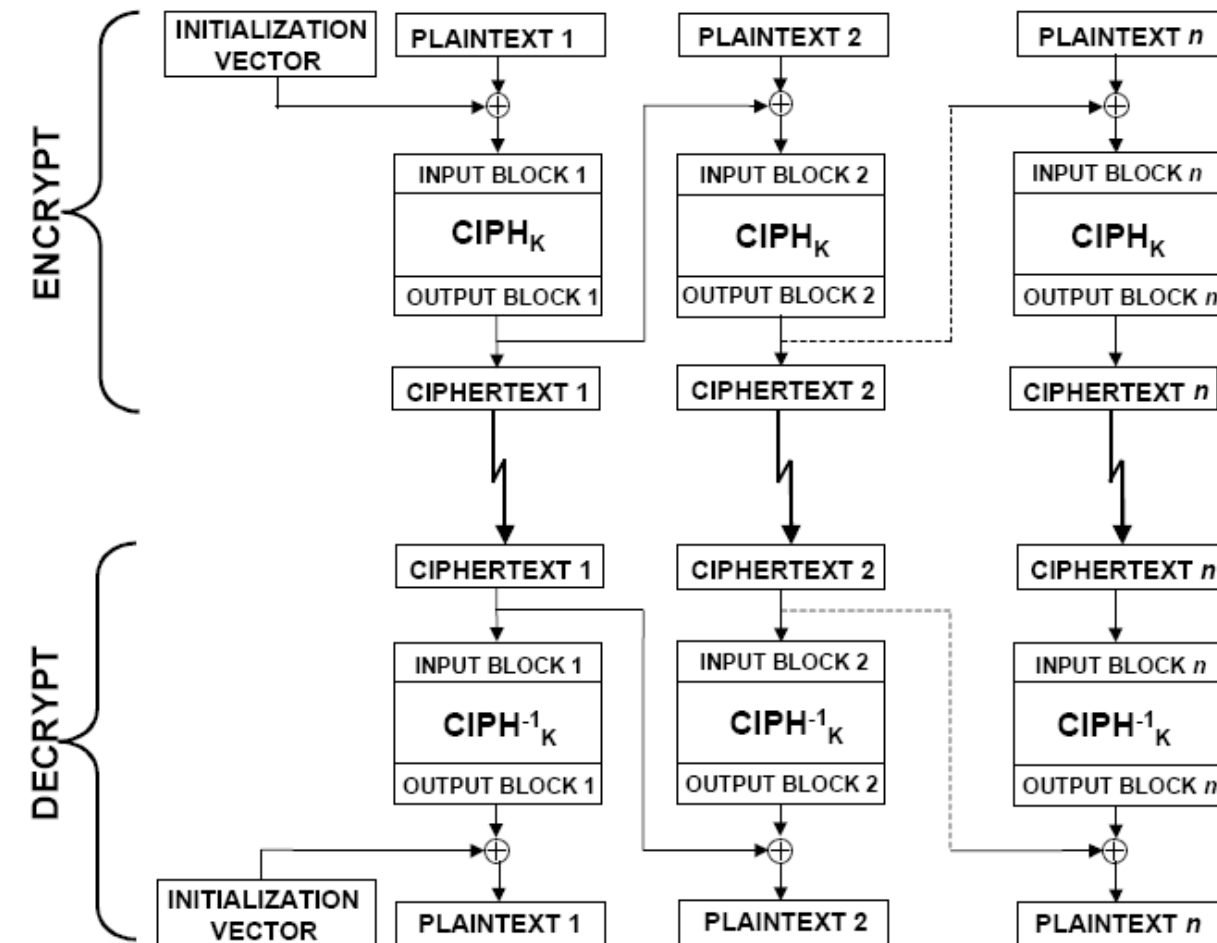 ENCRYPT
INITIALIZATION
VECTOR
PLAINTEXT 1
PLAINTEXT 2
PLAINTEXT n
INPUT BLOCK 1
INPUT BLOCK 2
INPUT BLOCK n
CIPHK
CIPHK
CIPHK
OUTPUT BLOCK 1
OUTPUT BLOCK 2
OUTPUT BLOCK n
CIPHERTEXT 1
CIPHERTEXT 2
CIPHERTEXT n
DECRYPT
CIPHERTEXT 1
CIPHERTEXT 2
CIPHERTEXT n
INPUT BLOCK 1
INPUT BLOCK 2
INPUT BLOCK n
CIPH-1K
CIPH-1K
CIPH-1K
OUTPUT BLOCK 1
OUTPUT BLOCK 2
OUTPUT BLOCK n
INITIALIZATION
VECTOR
PLAINTEXT 1
PLAINTEXT 2
PLAINTEXT n